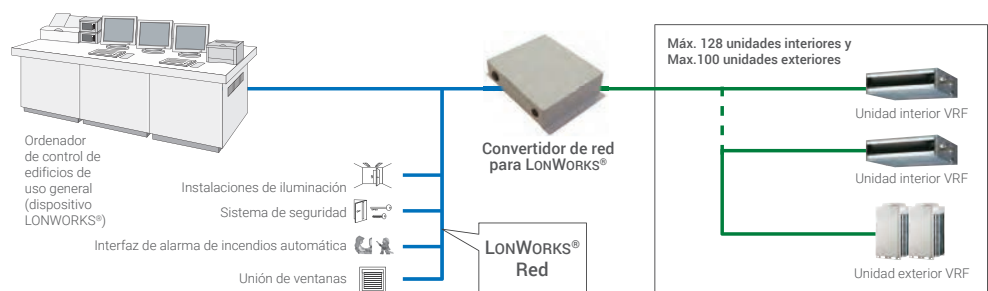 Ordenador
de control de
edificios de
uso general
(dispositivo
LONWORKS®)
Instalaciones de iluminación
Sistema de seguridad
Interfaz de alarma de incendios automática
Unión de ventanas
LONWORKS®
Red
Convertidor de red
para LONWORKS®
Máx. 128 unidades interiores y
Max.100 unidades exteriores
Unidad interior VRF
Unidad interior VRF
Unidad exterior VRF